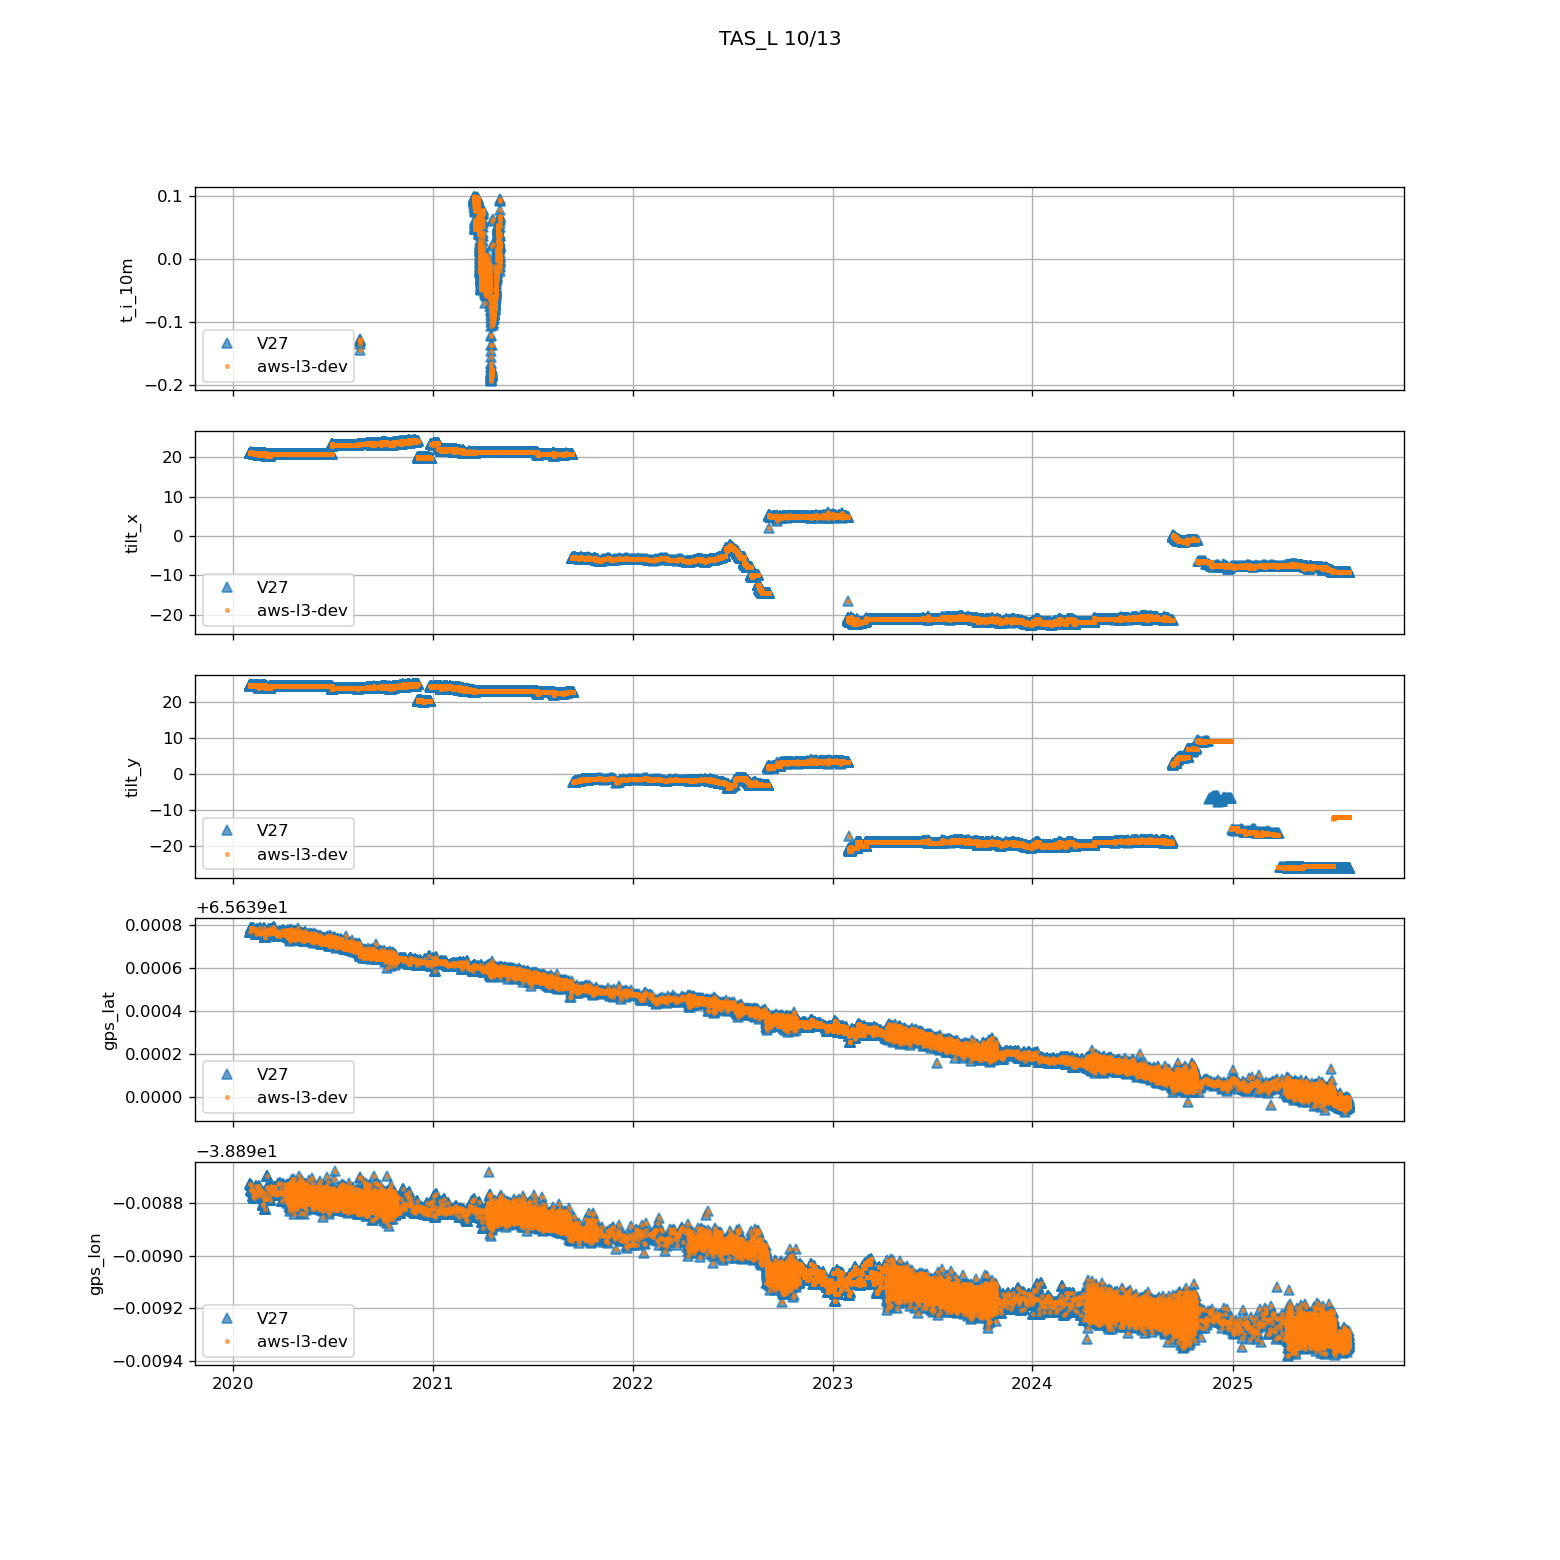 TAS_L 10/13
0.1
0.0
−0.1
−0.2
t_i_10m
V27
aws-l3-dev
20
10
0
−10
−20
tilt_x
V27
aws-l3-dev
20
10
0
−10
−20
tilt_y
V27
aws-l3-dev
+6.5639e1
0.0008
0.0006
0.0004
0.0002
0.0000
gps_lat
V27
aws-l3-dev
−3.889e1
−0.0088
−0.0090
−0.0092
−0.0094
gps_lon
V27
aws-l3-dev
2020 2021 2022 2023 2024 2025